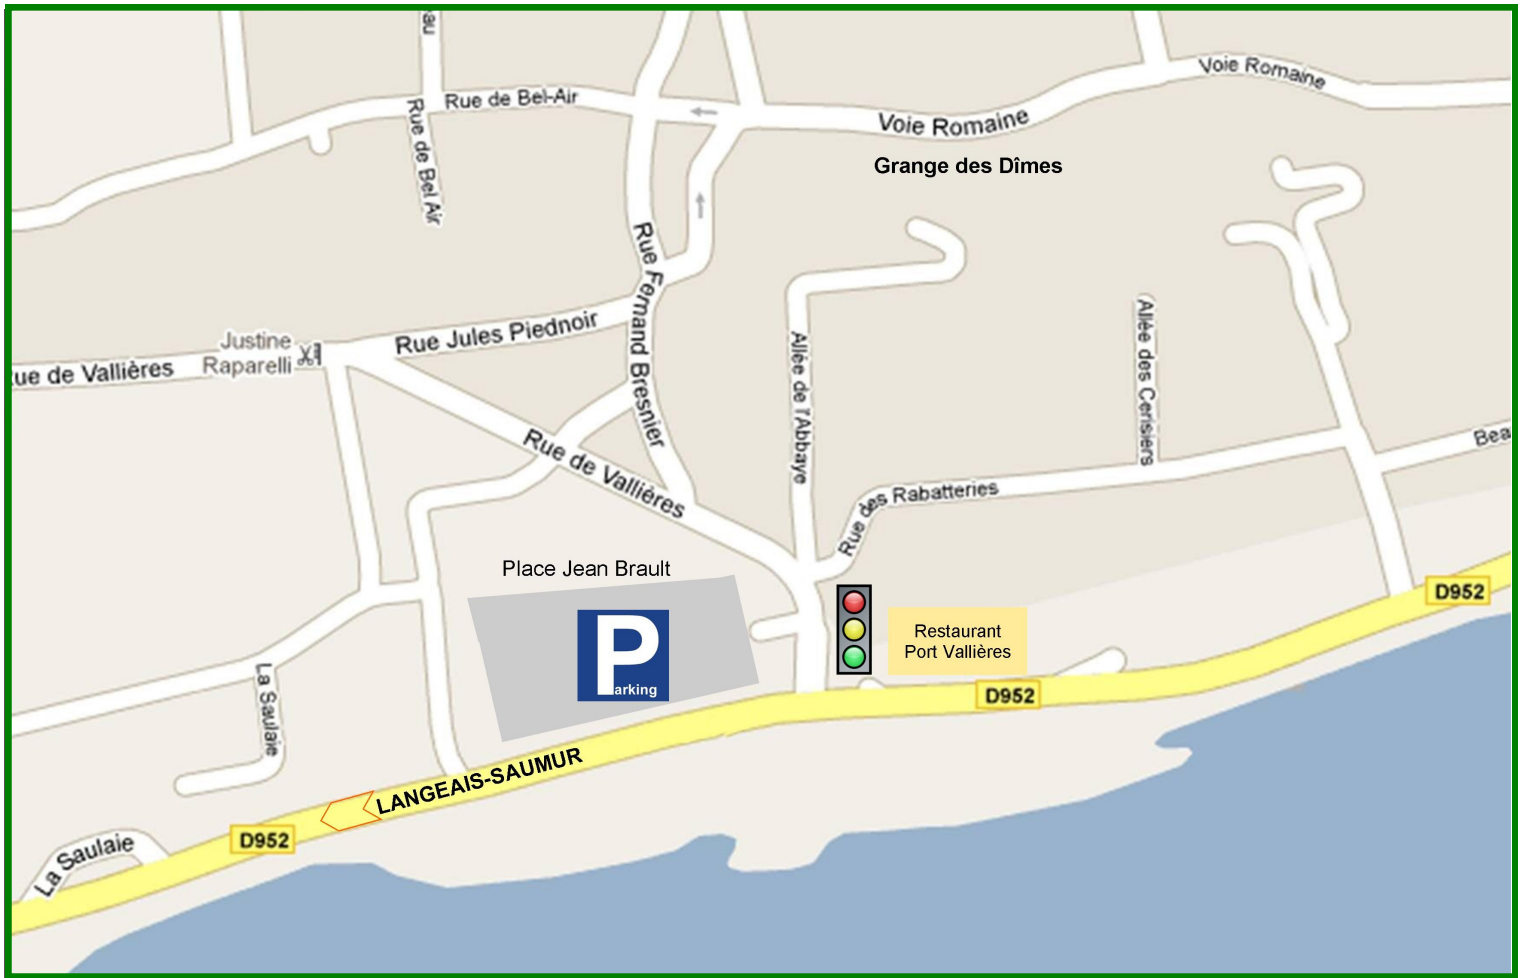 eau
Rue de Bel Air
Rue de Bel-Air
Voie Romaine
Voie Romaine
Grange des Dîmes
Rue Fernand Bresnier
Justine
Raparelli
Rue Jules Piednoir
Rue de Vallières
Rue de Vallières
Allée de l'Abbaye
Allée des Cerisiers
Bea
Rue des Rabatteries
Place Jean Brault
P
arking
Restaurant
Port Vallières
D952
D952
La Saulaie
LANGEAIS-SAUMUR
D952
La Saulaie